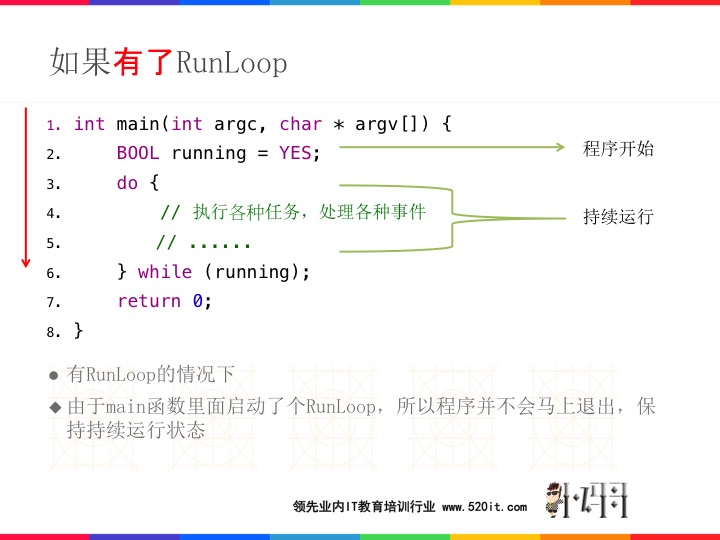 如果有了RunLoop
1. int main(int argc, char * argv[]) {
2. BOOL running = YES;
程序开始
3. do {
4. // 执行各种任务，处理各种事件
持续运行
5. // ......
6. } while (running);
7. return 0;
8. }
● 有RunLoop的情况下
◆ 由于main函数里面启动了个RunLoop，所以程序并不会马上退出，保
持持续运行状态
领先业内IT教育培训行业 www.520it.com
小码哥